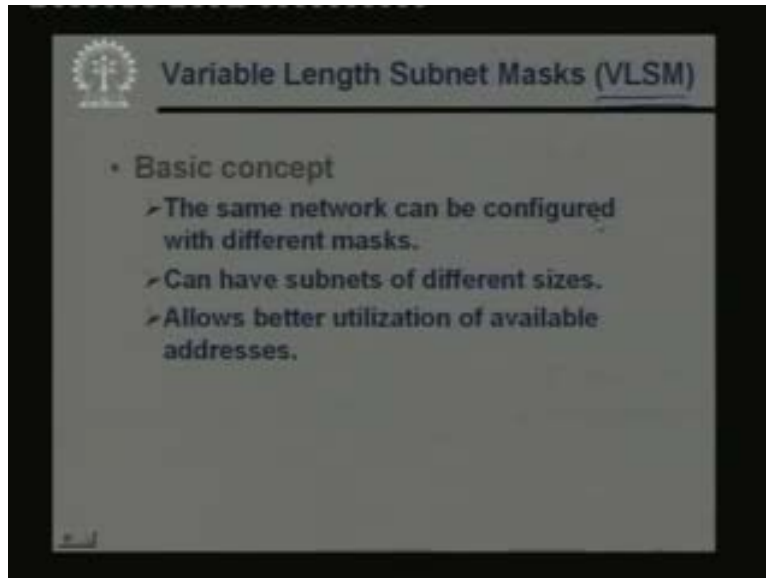 Variable Length Subnet Masks (VLSM)
• Basic concept
➢The same network can be configured
with different masks.
➢Can have subnets of different sizes.
➢Allows better utilization of available
addresses.